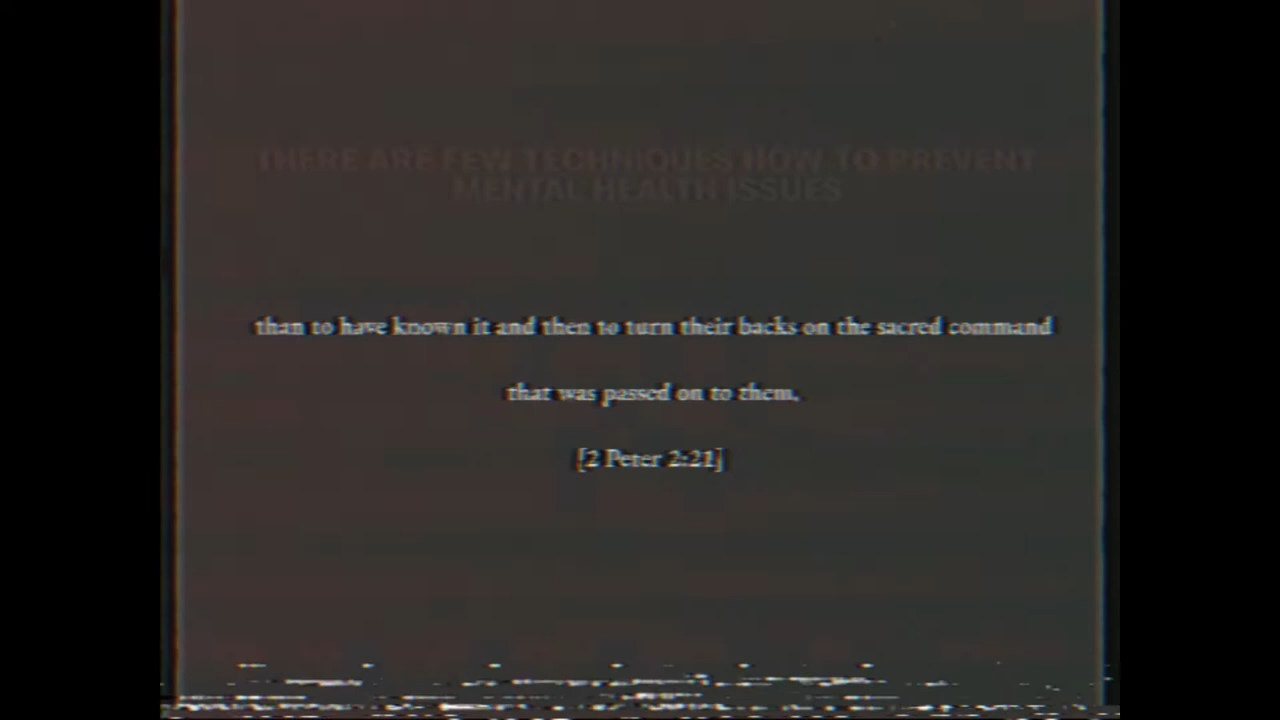 THERE ARE FEW TECHNIQUES HOW TO PREVENT
MENTAL HEALTH ISSUES
than to have known it and then to turn their backs on the sacred command
that was passed on to them.
[2 Peter 2:21]